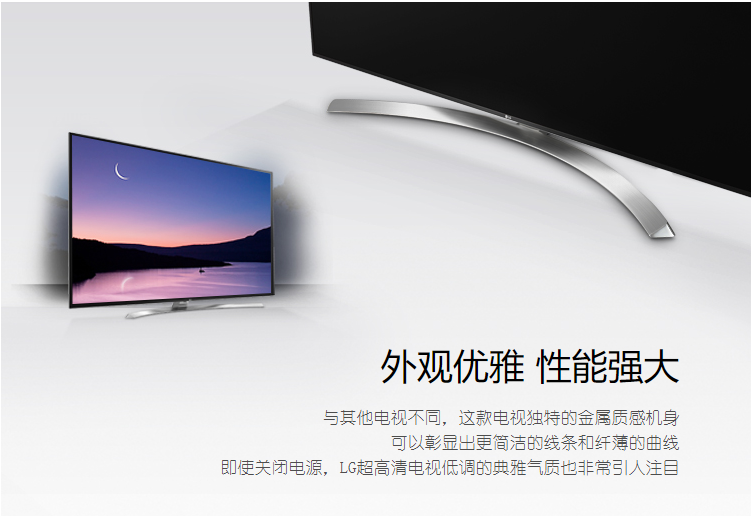 外观优雅 性能强大
与其他电视不同，这款电视独特的金属质感机身
可以彰显出更简洁的线条和纤薄的曲线
即使关闭电源，LG超高清电视低调的典雅气质也非常引人注目